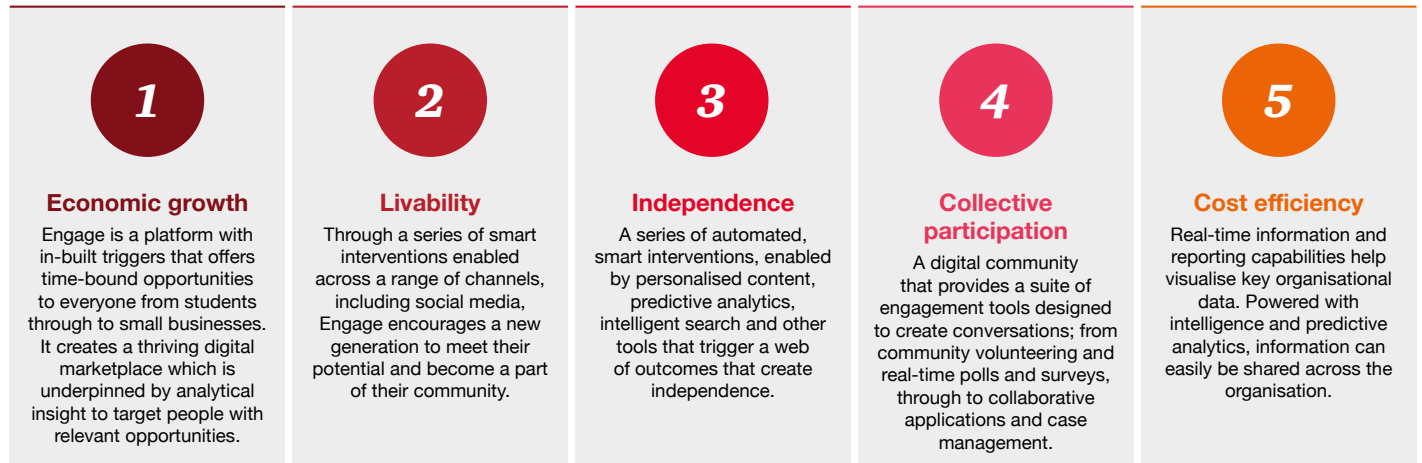 1
Economic growth
Engage is a platform with
in-built triggers that offers
time-bound opportunities
to everyone from students
through to small businesses.
It creates a thriving digital
marketplace which is
underpinned by analytical
insight to target people with
relevant opportunities.
2
Livability
Through a series of smart
interventions enabled
across a range of channels,
including social media,
Engage encourages a new
generation to meet their
potential and become a part
of their community.
3
Independence
A series of automated,
smart interventions, enabled
by personalised content,
predictive analytics,
intelligent search and other
tools that trigger a web
of outcomes that create
independence.
4
Collective
participation
A digital community
that provides a suite of
engagement tools designed
to create conversations; from
community volunteering and
real-time polls and surveys,
through to collaborative
applications and case
management.
5
Cost efficiency
Real-time information and
reporting capabilities help
visualise key organisational
data. Powered with
intelligence and predictive
analytics, information can
easily be shared across the
organisation.